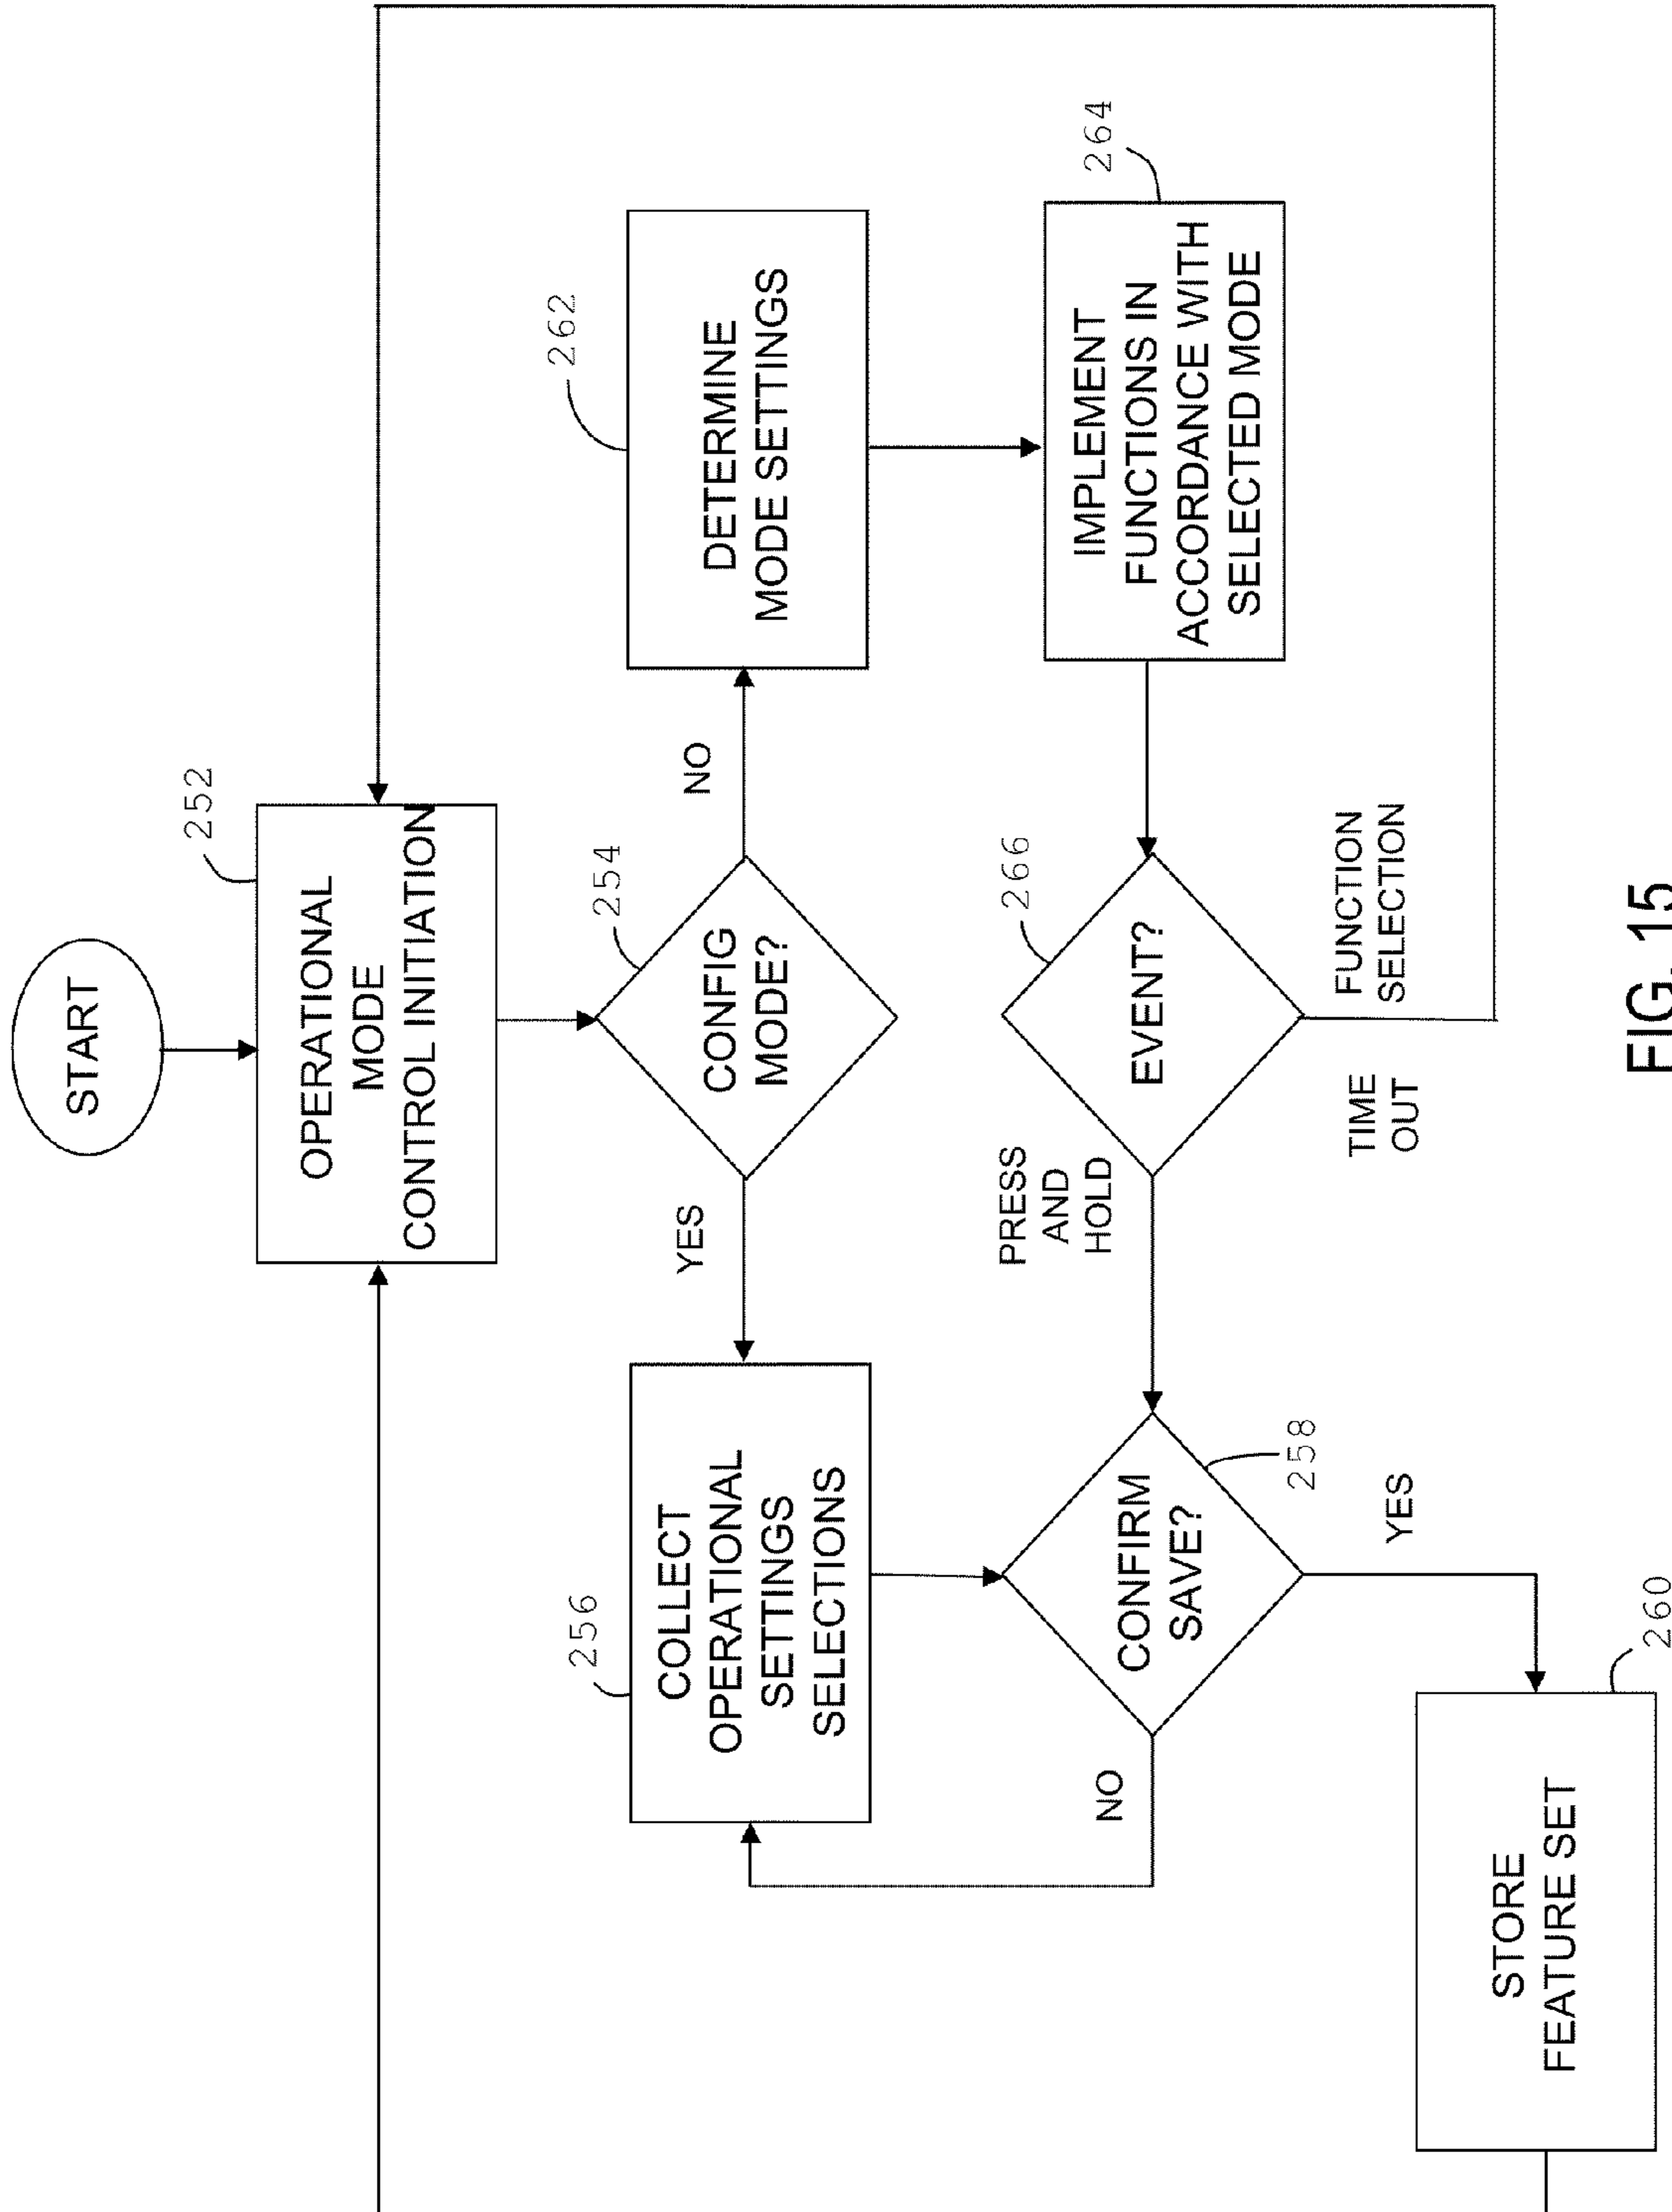 START
252
OPERATIONAL
MODE
CONTROL INITIATION
254
CONFIG
MODE?
YES
NO
256
COLLECT
OPERATIONAL
SETTINGS
SELECTIONS
262
DETERMINE
MODE SETTINGS
264
IMPLEMENT
FUNCTIONS IN
ACCORDANCE WITH
SELECTED MODE
266
EVENT?
PRESS
AND
HOLD
TIME
OUT
FUNCTION
SELECTION
258
CONFIRM
SAVE?
NO
YES
260
STORE
FEATURE SET
FIG. 15